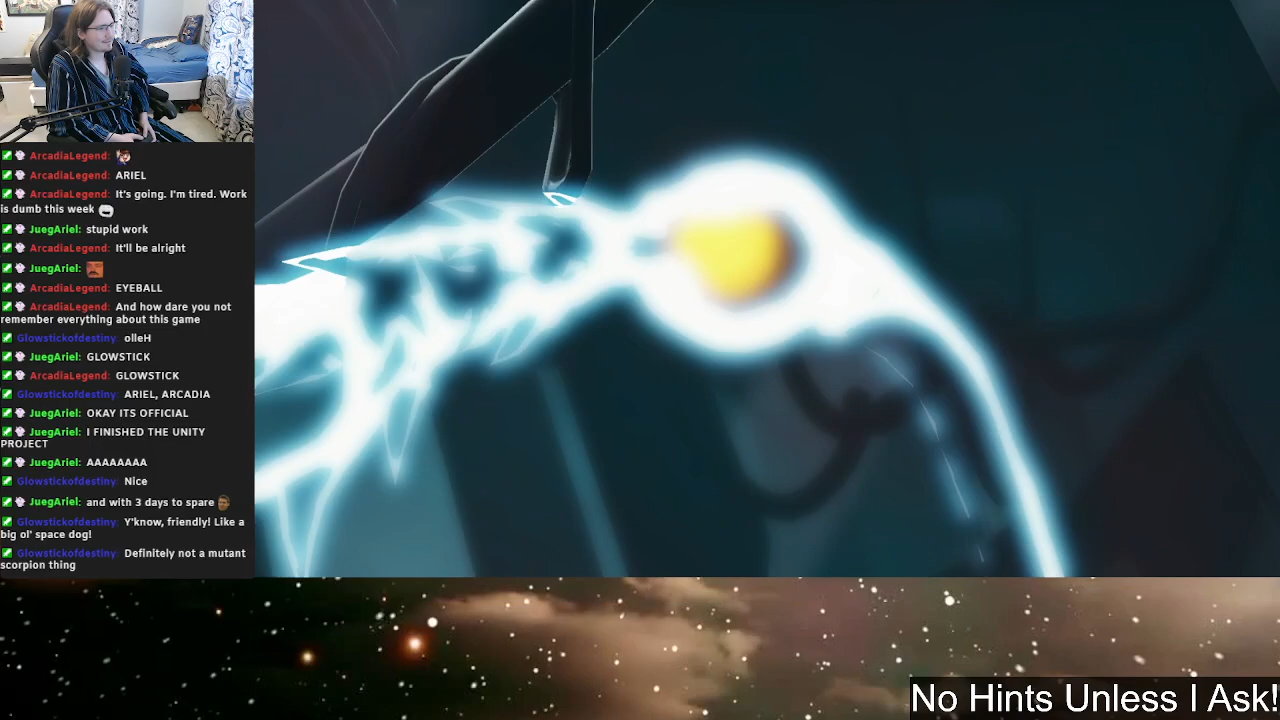 ArcadiaLegend:
ArcadiaLegend: ARIEL
ArcadiaLegend: It's going. I'm tired. Work
is dumb this week
JuegAriel: stupid work
ArcadiaLegend: It'll be alright
JuegAriel:
ArcadiaLegend: EYEBALL
ArcadiaLegend: And how dare you not
remember everything about this game
Glowstickofdestiny: olleH
JuegAriel: GLOWSTICK
ArcadiaLegend: GLOWSTICK
Glowstickofdestiny: ARIEL, ARCADIA
JuegAriel: OKAY ITS OFFICIAL
JuegAriel: I FINISHED THE UNITY
PROJECT
JuegAriel: AAAAAAAA
Glowstickofdestiny: Nice
JuegAriel: and with 3 days to spare
Glowstickofdestiny: Y'know, friendly! Like a
big ol' space dog!
Glowstickofdestiny: Definitely not a mutant
scorpion thing
No Hints Unless I Ask!